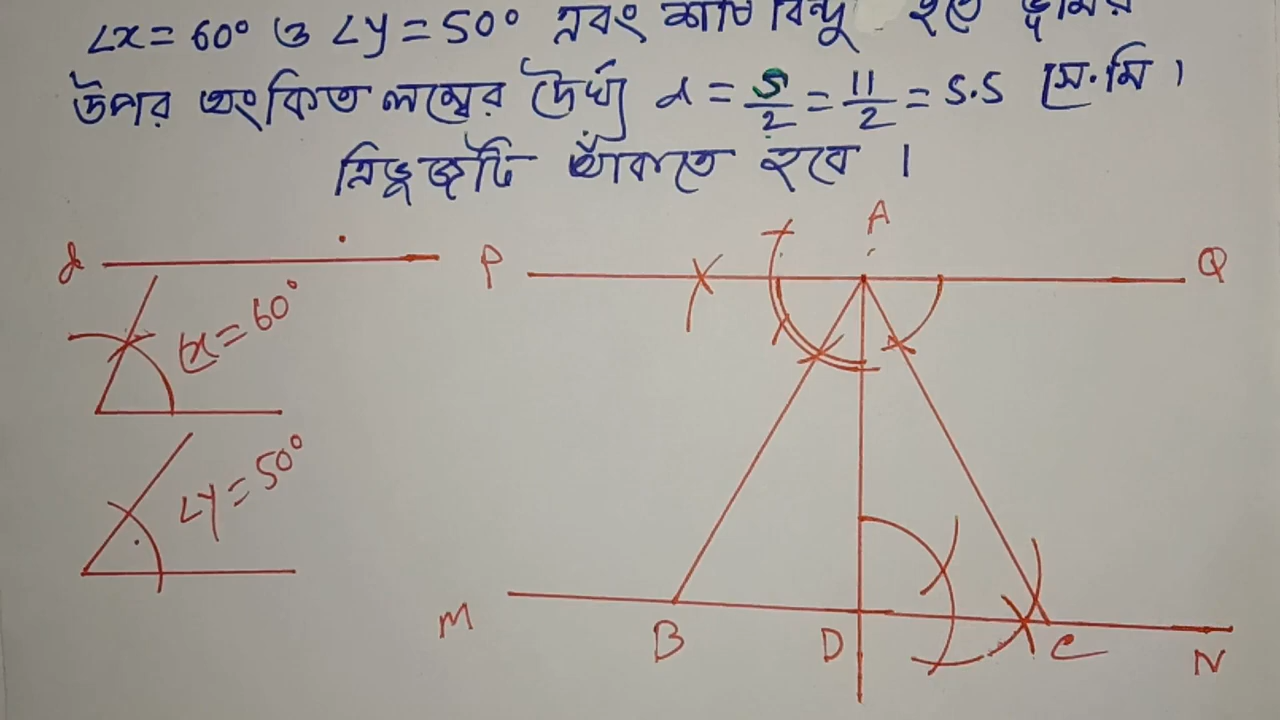 ∠x = 60° ও ∠y = 50° এবং শীর্ষ বিন্দু হতে ভূমির
উপর অংকিত লম্বের দৈর্ঘ্য d = 5/2 = 11/2 = 5.5 সে.মি।
ত্রিভুজটি আঁকতে হবে।
A
d
P
Q
∠x = 60°
∠y = 50°
M
B
D
C
N